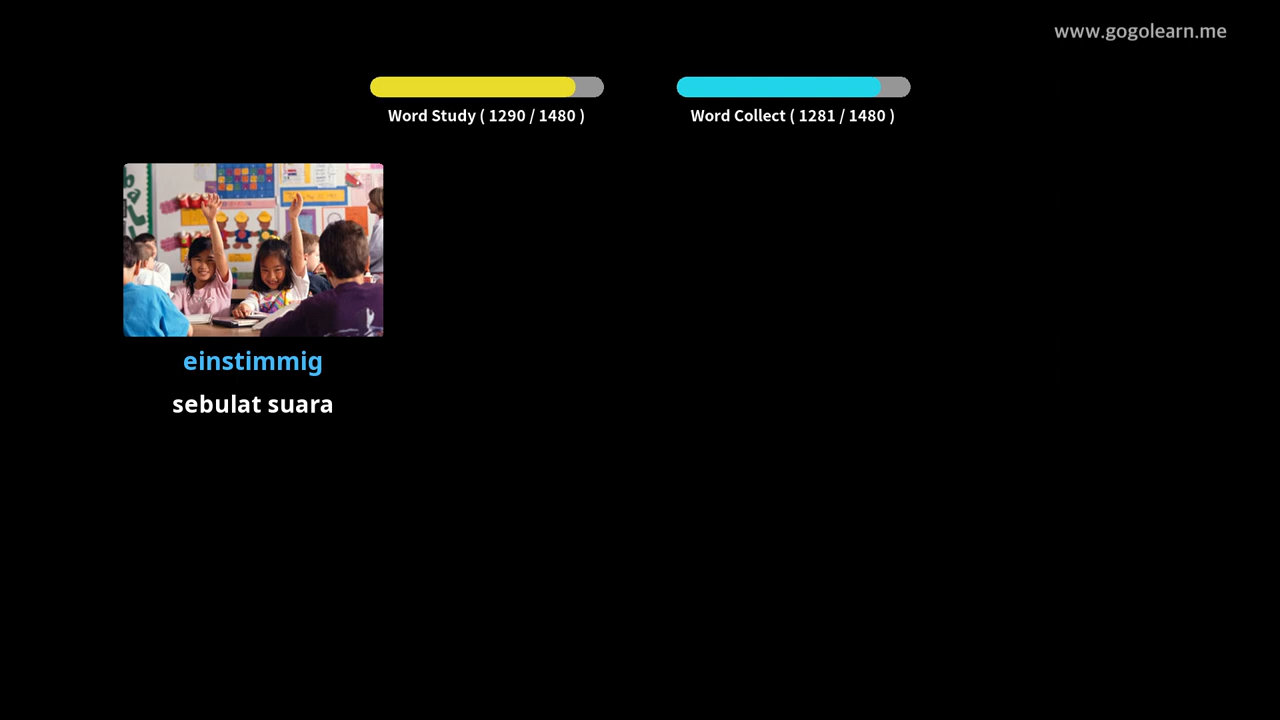 www.gogolearn.me
Word Study ( 1290 / 1480 )
Word Collect ( 1281 / 1480 )
einstimmig
sebulat suara